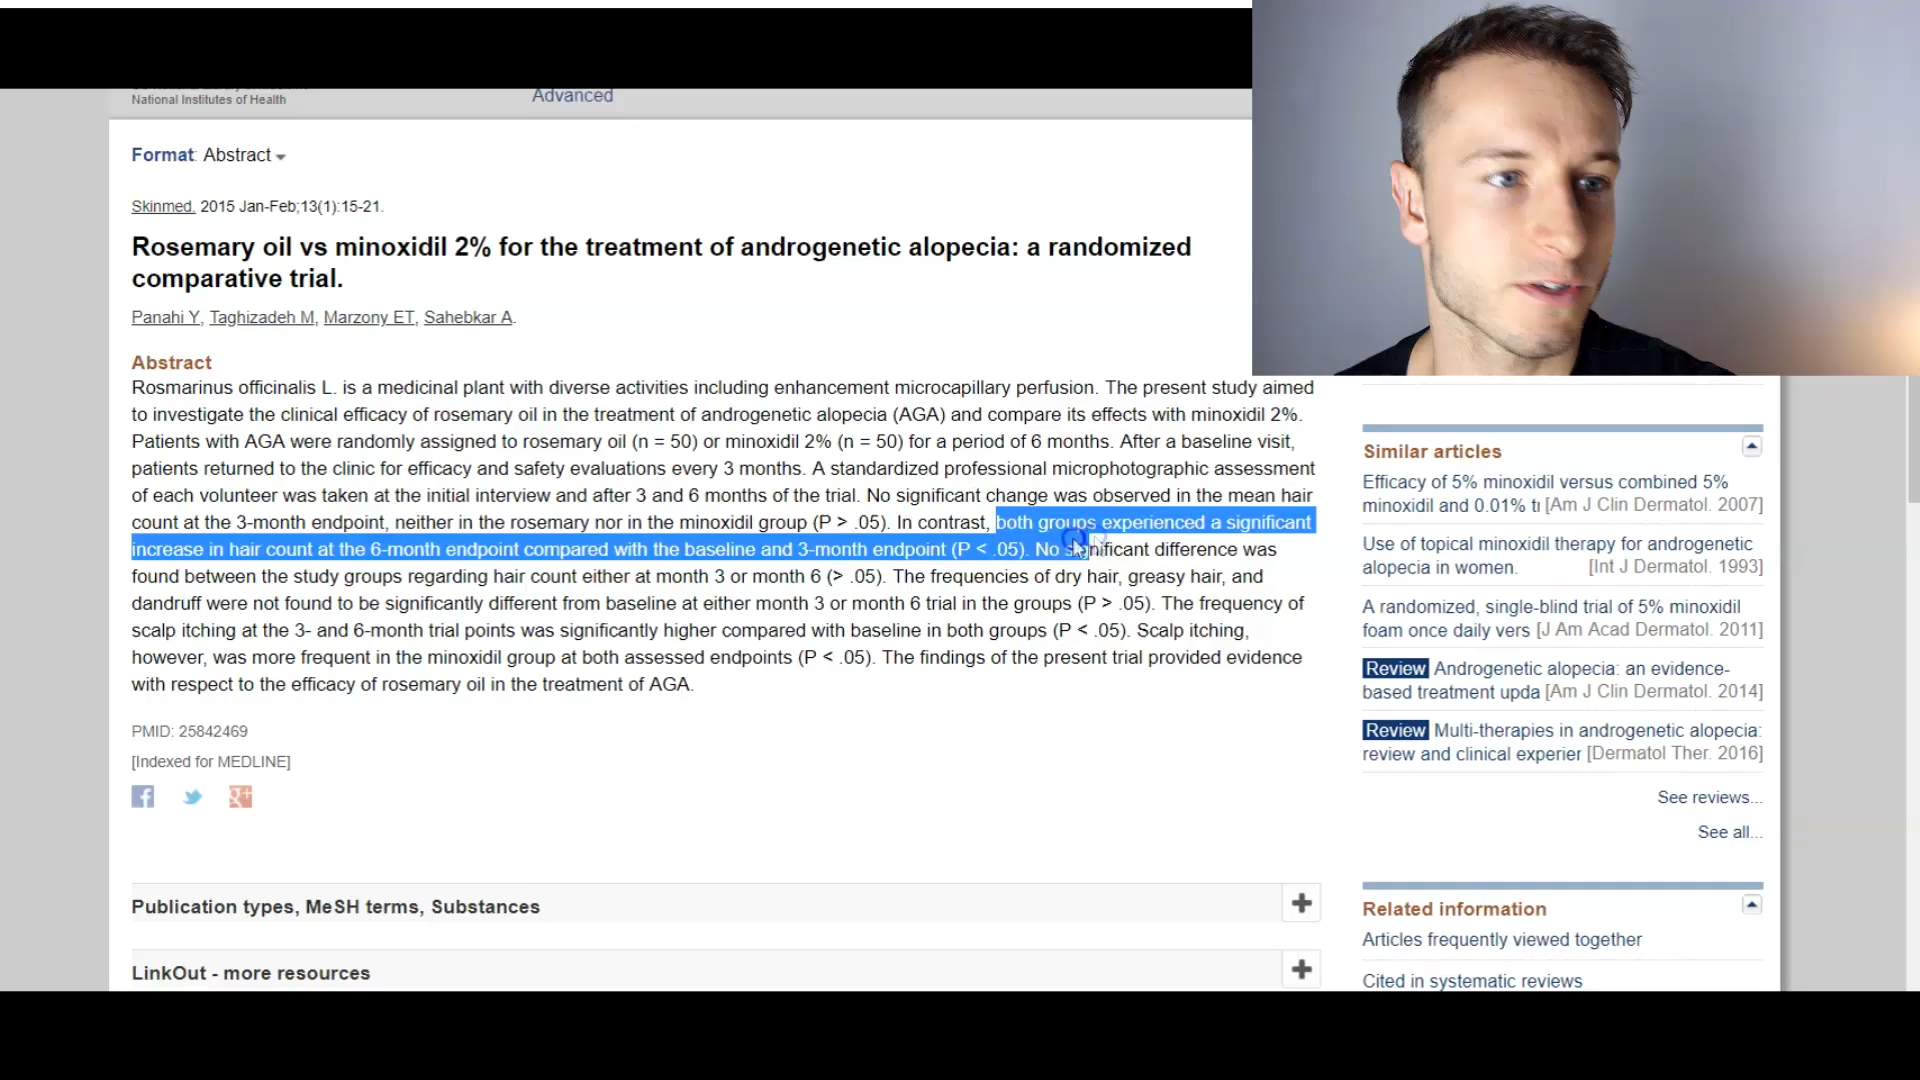 National Institutes of Health
Advanced
Format: Abstract
Skinmed. 2015 Jan-Feb;13(1):15-21.
Rosemary oil vs minoxidil 2% for the treatment of androgenetic alopecia: a randomized
comparative trial.
Panahi Y, Taghizadeh M, Marzony ET, Sahebkar A.
Abstract
Rosmarinus officinalis L. is a medicinal plant with diverse activities including enhancement microcapillary perfusion. The present study aimed
to investigate the clinical efficacy of rosemary oil in the treatment of androgenetic alopecia (AGA) and compare its effects with minoxidil 2%.
Patients with AGA were randomly assigned to rosemary oil (n = 50) or minoxidil 2% (n = 50) for a period of 6 months. After a baseline visit,
patients returned to the clinic for efficacy and safety evaluations every 3 months. A standardized professional microphotographic assessment
of each volunteer was taken at the initial interview and after 3 and 6 months of the trial. No significant change was observed in the mean hair
count at the 3-month endpoint, neither in the rosemary nor in the minoxidil group (P > .05). In contrast, both groups experienced a significant
increase in hair count at the 6-month endpoint compared with the baseline and 3-month endpoint (P < .05). No significant difference was
found between the study groups regarding hair count either at month 3 or month 6 (> .05). The frequencies of dry hair, greasy hair, and
dandruff were not found to be significantly different from baseline at either month 3 or month 6 trial in the groups (P > .05). The frequency of
scalp itching at the 3- and 6-month trial points was significantly higher compared with baseline in both groups (P < .05). Scalp itching,
however, was more frequent in the minoxidil group at both assessed endpoints (P < .05). The findings of the present trial provided evidence
with respect to the efficacy of rosemary oil in the treatment of AGA.
PMID: 25842469
[Indexed for MEDLINE]
Publication types, MeSH terms, Substances
LinkOut - more resources
Similar articles
Efficacy of 5% minoxidil versus combined 5%
minoxidil and 0.01% tr [Am J Clin Dermatol. 2007]
Use of topical minoxidil therapy for androgenetic
alopecia in women. [Int J Dermatol. 1993]
A randomized, single-blind trial of 5% minoxidil
foam once daily vers [J Am Acad Dermatol. 2011]
Review Androgenetic alopecia: an evidence-
based treatment upda [Am J Clin Dermatol. 2014]
Review Multi-therapies in androgenetic alopecia:
review and clinical experier [Dermatol Ther. 2016]
See reviews...
See all...
Related information
Articles frequently viewed together
Cited in systematic reviews